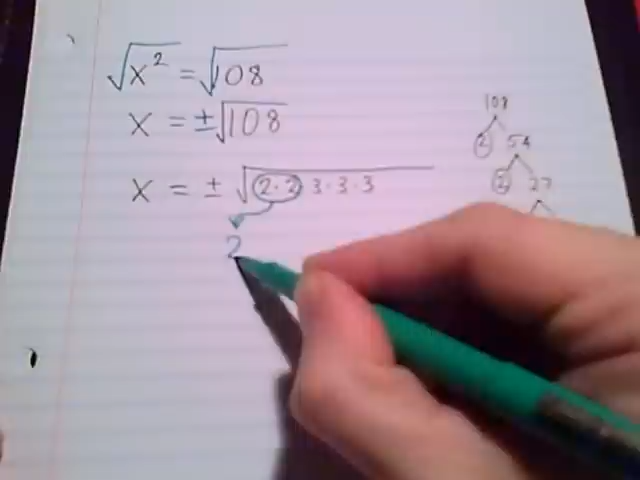 √x² = √108
x = ±√108
x = ± √2·2 3·3·3
2
108
2 54
2 27